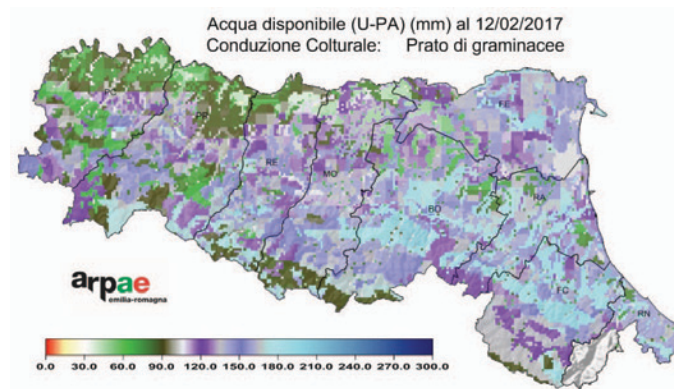 Acqua disponibile (U-PA) (mm) al 12/02/2017
Conduzione Colturale: Prato di graminacee
PC
PR
RE
MO
BO
FE
RA
FC
RN
arpae
emilia-romagna
0.0 30.0 60.0 90.0 120.0 150.0 180.0 210.0 240.0 270.0 300.0